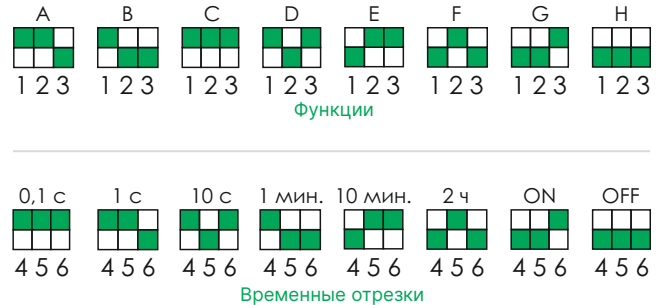 A B C D E F G H
1 2 3 1 2 3 1 2 3 1 2 3 1 2 3 1 2 3 1 2 3 1 2 3
Функции
0,1 с 1 с 10 с 1 мин. 10 мин. 2 ч ON OFF
4 5 6 4 5 6 4 5 6 4 5 6 4 5 6 4 5 6 4 5 6 4 5 6
Временные отрезки